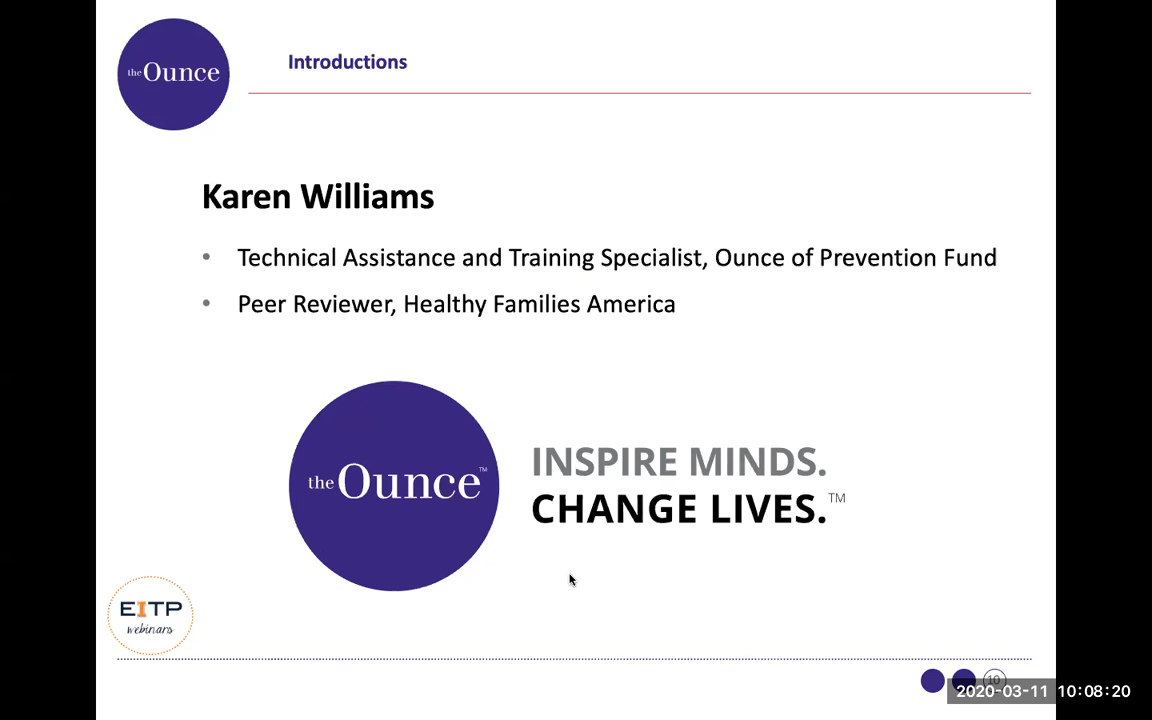 the Ounce
Introductions
Karen Williams
• Technical Assistance and Training Specialist, Ounce of Prevention Fund
• Peer Reviewer, Healthy Families America
the Ounce™
INSPIRE MINDS.
CHANGE LIVES.™
EITP
webinars
10
2020-03-11 10:08:20